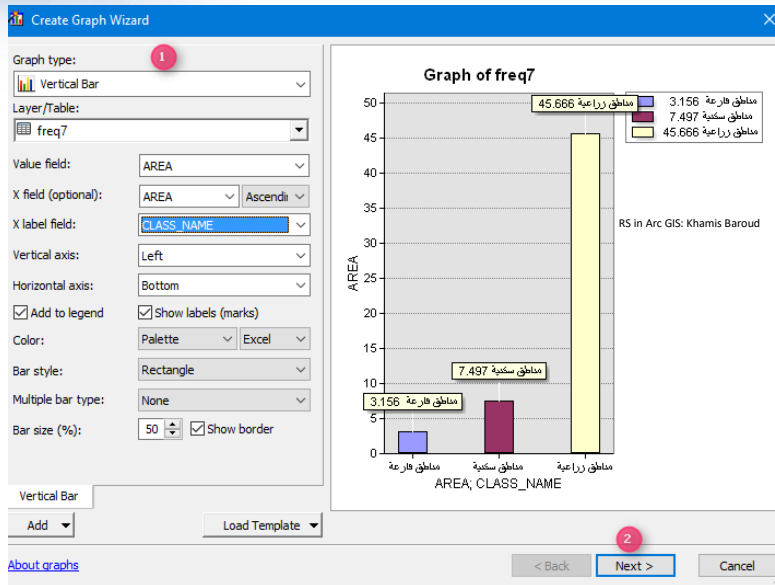 Create Graph Wizard
1
Graph type:
Vertical Bar
Layer/Table:
freq7
Value field:
AREA
X field (optional):
AREA
Ascendir
X label field:
CLASS_NAME
Vertical axis:
Left
Horizontal axis:
Bottom
Add to legend
Show labels (marks)
Color:
Palette
Excel
Bar style:
Rectangle
Multiple bar type:
None
Bar size (%):
50
Show border
Vertical Bar
Add
Load Template
About graphs
Graph of freq7
50
45
40
35
30
25
20
15
10
5
0
AREA
مناطق زراعية 45.666
مناطق سكنية 7.497
مناطق فارعة 3.156
مناطق فارعة
مناطق سكنية
مناطق زراعية
AREA; CLASS_NAME
مناطق فارعة 3.156
مناطق سكنية 7.497
مناطق زراعية 45.666
RS in Arc GIS: Khamis Baroud
2
< Back
Next >
Cancel